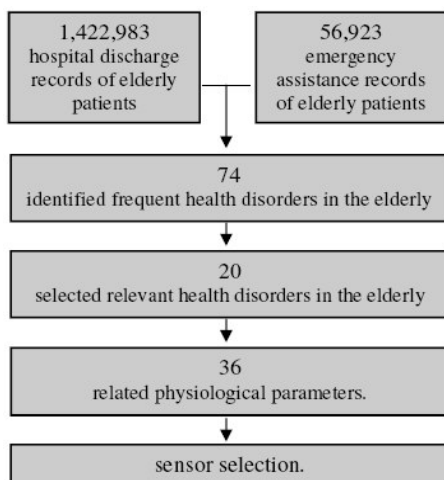 1,422,983
hospital discharge
records of elderly
patients
56,923
emergency
assistance records
of elderly patients
74
identified frequent health disorders in the elderly
20
selected relevant health disorders in the elderly
36
related physiological parameters.
sensor selection.